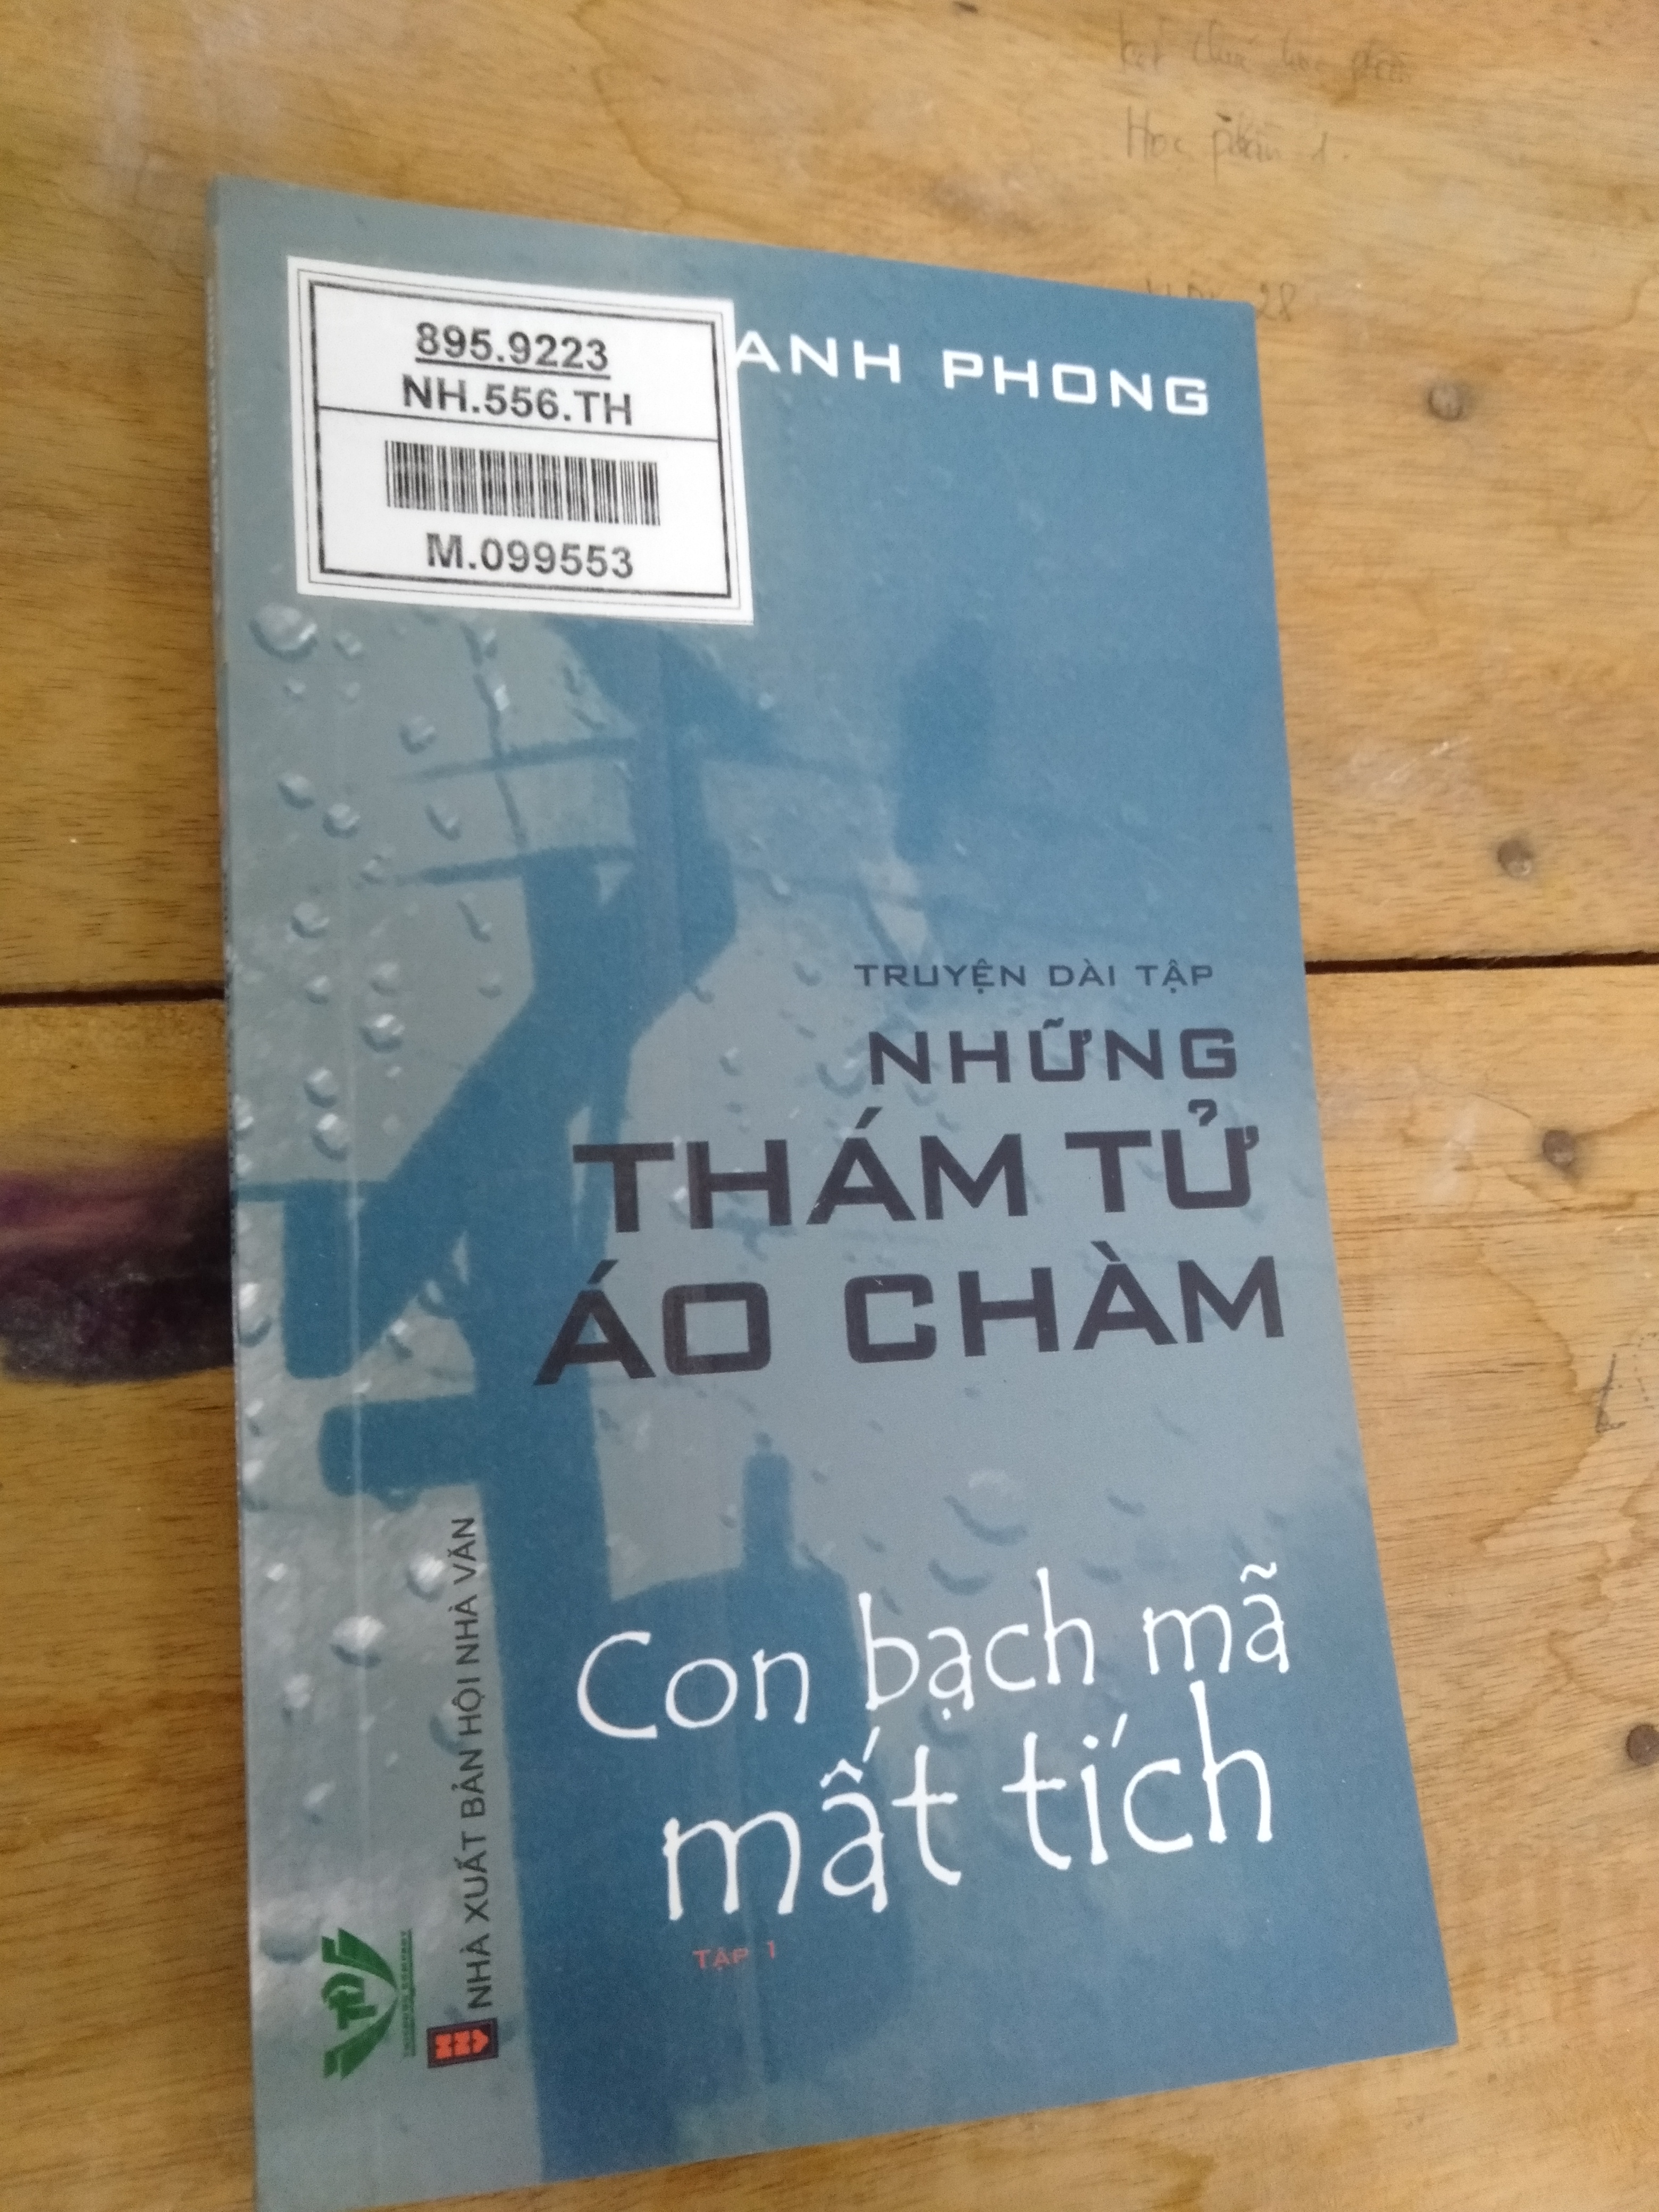 Học phần 1.
895.9223
NH.556.TH
M.099553
ANH PHONG
TRUYỆN DÀI TẬP
NHỮNG
THÁM TỬ
ÁO CHÀM
Con bạch mã
mất tích
TẬP 1
NHÀ XUẤT BẢN HỘI NHÀ VĂN